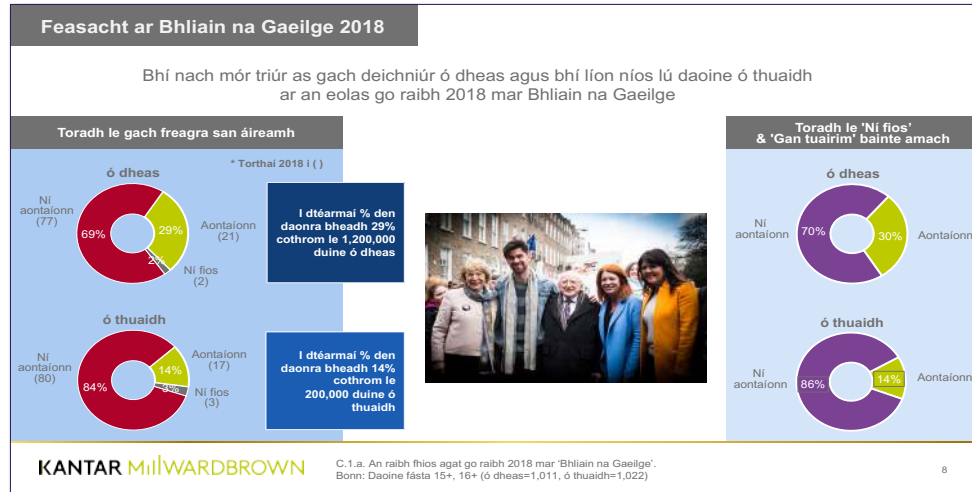 Feasacht ar Bhliain na Gaeilge 2018
Bhí nach mór triúr as gach deichniúr ó dheas agus bhí líon níos lú daoine ó thuaidh
ar an eolas go raibh 2018 mar Bhliain na Gaeilge
Toradh le gach freagra san áireamh
* Torthaí 2018 i ( )
ó dheas
Ní
aontaíonn
(77)
69%
29%
2%
Aontaíonn
(21)
Ní fios
(2)
I dtéarmaí % den
daonra bheadh 29%
cothrom le 1,200,000
duine ó dheas
ó thuaidh
Ní
aontaíonn
(80)
84%
14%
3%
Aontaíonn
(17)
Ní fios
(3)
I dtéarmaí % den
daonra bheadh 14%
cothrom le
200,000 duine ó
thuaidh
Toradh le 'Ní fios’
& 'Gan tuairim' bainte amach
ó dheas
Ní
aontaíonn
70%
30%
Aontaíonn
ó thuaidh
Ní
aontaíonn
86%
14%
Aontaíonn
KANTAR MillWARDBROWN
C.1.a. An raibh fhios agat go raibh 2018 mar ‘Bhliain na Gaeilge’.
Bonn: Daoine fásta 15+, 16+ (ó dheas=1,011, ó thuaidh=1,022)
8